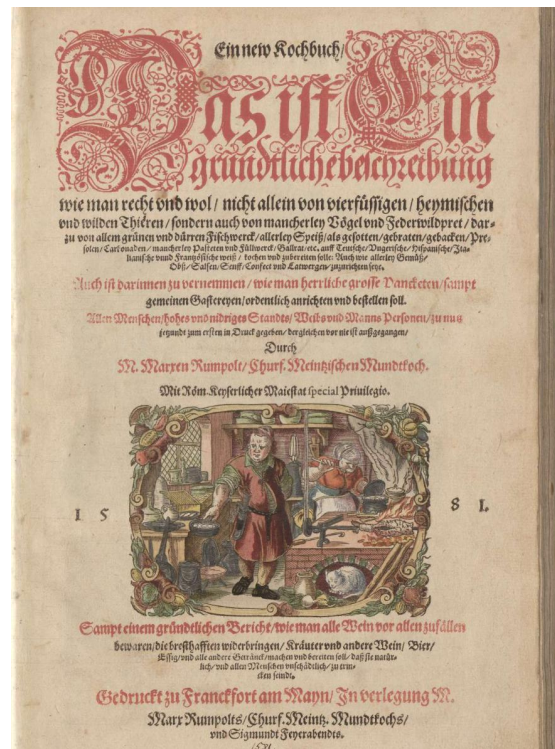 Ein new Kochbuch/
Das ist Ein
gründtliche beschreibung
wie man recht vnd wol / nicht allein von vierfüssigen / heymischen
vnd wilden Thieren / sondern auch von mancherley Vögel vnd Federwildpret / dar-
zu von allem grünen vnd dürren Fischwerck / allerley Speiß / als gesotten / gebraten / gebacken / Pre-
solen / Carbonaden / mancherley Pasteten vnd Füllwerck / Gallrat / etc. auff Teutsche / Vngerische / Hispanische / Ita-
lianische vnnd Frantzösische weiß / kochen vnd zubereiten solle: Auch wie allerley Gemüß /
Obß / Salsen / Senff / Confect vnd Latwergen / zuzurichten seye.
Auch ist darinnen zu vernemmen / wie man herrliche grosse Pancketen / sampt
gemeinen Gastereyen / ordentlich anrichten vnd bestellen soll.
Allen Menschen / hohes vnd nidriges Standts / Weibs vnd Manns Personen / zu nutz
jetzundt zum ersten in Druck gegeben / dergleichen vor nie ist außgegangen /
Durch
M. Marxen Rumpolt / Churf. Meintzischen Mundtkoch.
Mit Röm. Keyserlicher Maiestat special Priuilegio.
1 5 8 1.
Sampt einem gründtlichen Bericht / wie man alle Wein vor allen zufällen
bewaren / die bresthafften widerbringen / Kräuter vnd andere Wein / Bier /
Essig / vnd alle andere Getränck / machen vnd bereiten soll / daß sie natür-
lich / vnd allen Menschen vnschädtlich / zu trin-
cken seindt.
Gedruckt zu Franckfort am Mayn / In verlegung M.
Marx Rumpolts / Churf. Meintz. Mundtkochs /
vnd Sigmundt Feyerabendts.